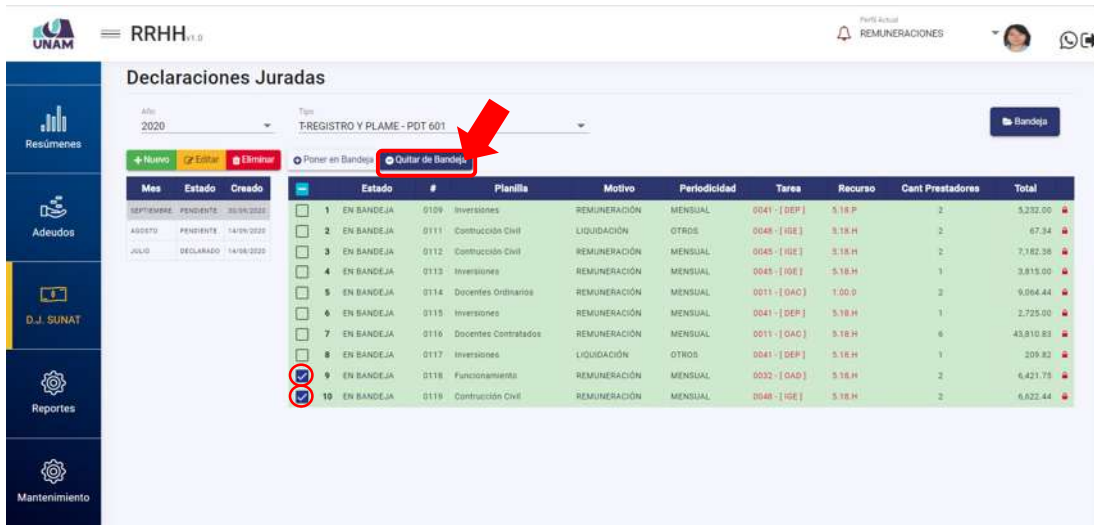 UNAM
RRHH v1.0
Perfil Actual
REMUNERACIONES
Declaraciones Juradas
Año
2020
Tipo
T-REGISTRO Y PLAME - PDT 601
Bandeja
Nuevo Editar Eliminar Poner en Bandeja Quitar de Bandeja
Resúmenes
Adeudos
D.J. SUNAT
Reportes
Mantenimiento
Mes Estado Creado
SEPTIEMBRE PENDIENTE 30/09/2020
AGOSTO PENDIENTE 14/09/2020
JULIO DECLARADO 14/08/2020
Estado # Planilla Motivo Periodicidad Tarea Recurso Cant Prestadores Total
1 EN BANDEJA 0109 Inversiones REMUNERACIÓN MENSUAL 0041 - [ DEP ] 5.18.P 2 5,232.00
2 EN BANDEJA 0111 Contrucción Civil LIQUIDACIÓN OTROS 0048 - [ IGE ] 5.18.H 2 67.34
3 EN BANDEJA 0112 Contrucción Civil REMUNERACIÓN MENSUAL 0045 - [ IGE ] 5.18.H 2 7,182.38
4 EN BANDEJA 0113 Inversiones REMUNERACIÓN MENSUAL 0045 - [ IGE ] 5.18.H 1 3,815.00
5 EN BANDEJA 0114 Docentes Ordinarios REMUNERACIÓN MENSUAL 0011 - [ OAC ] 1.00.0 2 9,064.44
6 EN BANDEJA 0115 Inversiones REMUNERACIÓN MENSUAL 0041 - [ DEP ] 5.18.H 1 2,725.00
7 EN BANDEJA 0116 Docentes Contratados REMUNERACIÓN MENSUAL 0011 - [ OAC ] 5.18.H 6 43,810.83
8 EN BANDEJA 0117 Inversiones LIQUIDACIÓN OTROS 0041 - [ DEP ] 5.18.H 1 209.82
9 EN BANDEJA 0118 Funcionamiento REMUNERACIÓN MENSUAL 0032 - [ OAD ] 5.18.H 2 6,421.75
10 EN BANDEJA 0119 Contrucción Civil REMUNERACIÓN MENSUAL 0048 - [ IGE ] 5.18.H 2 6,622.44